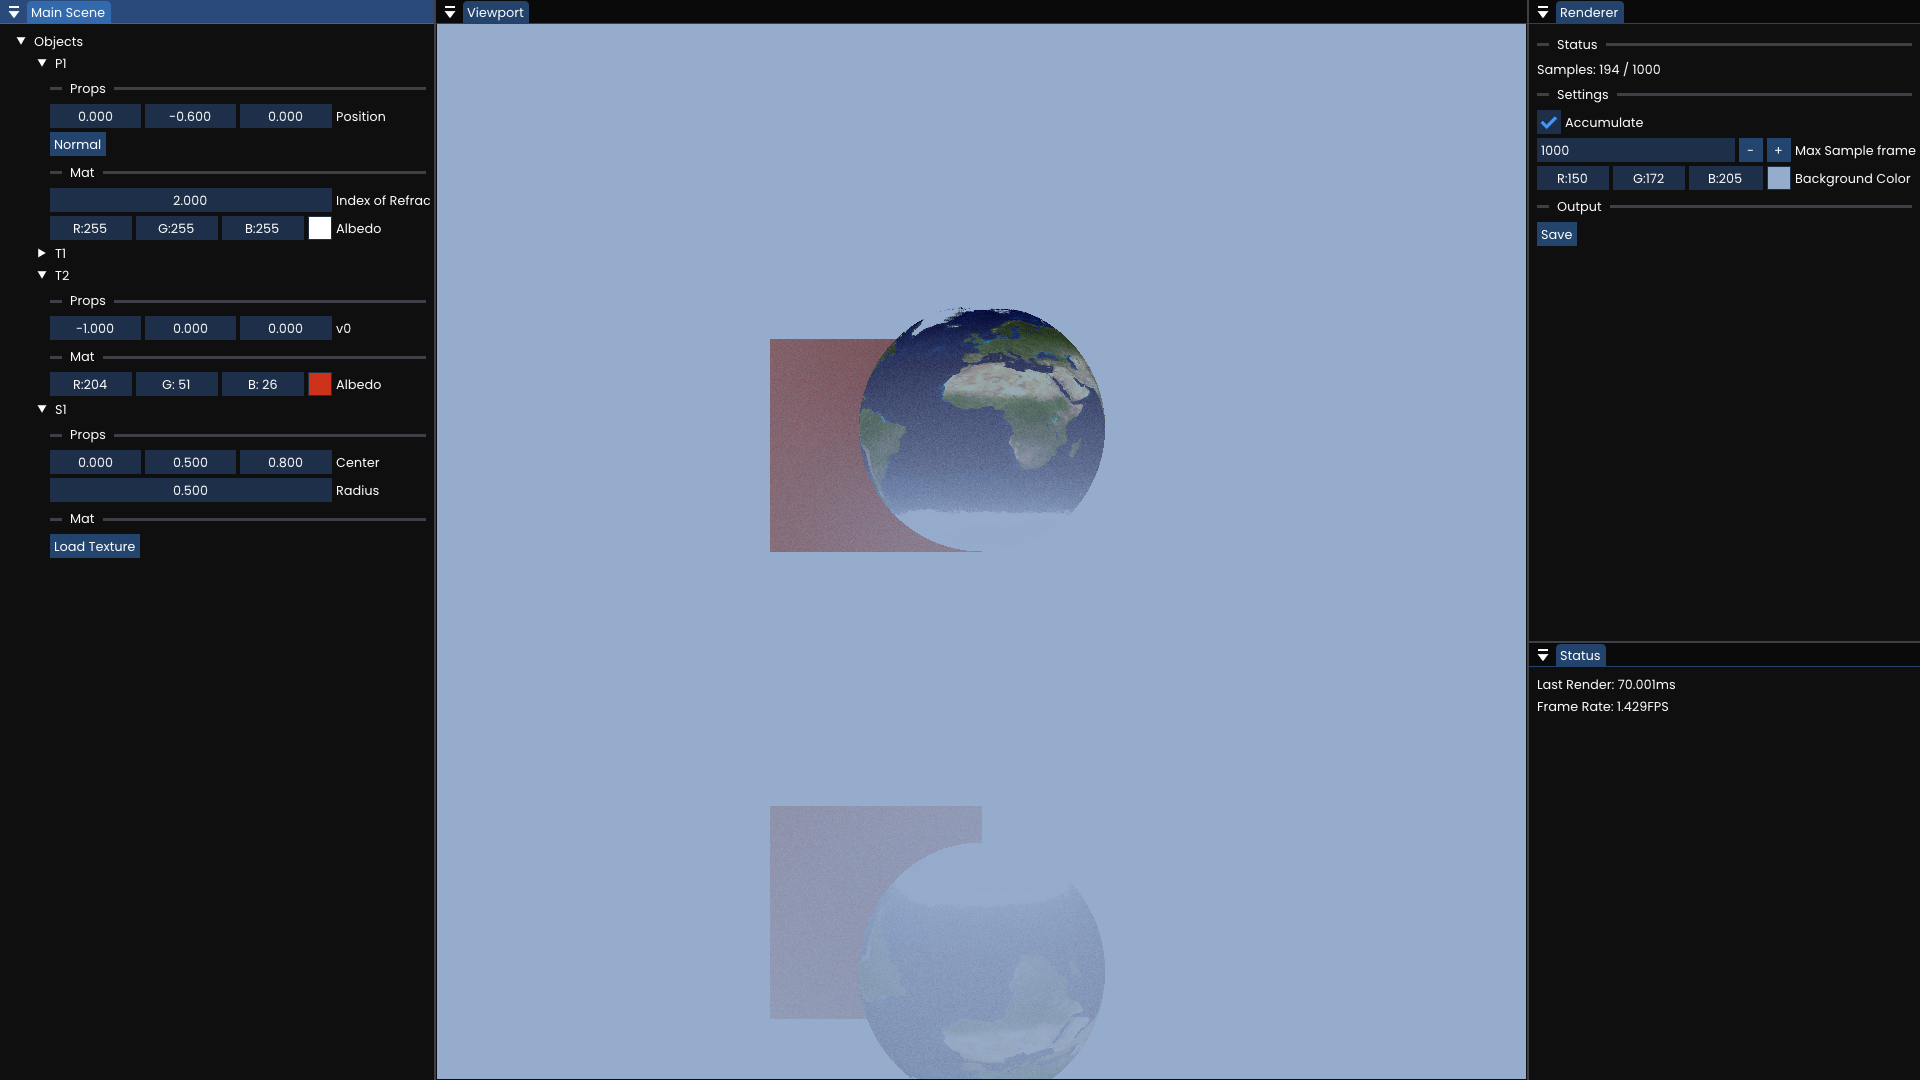 Main Scene
Objects
P1
Props
0.000 -0.600 0.000 Position
Normal
Mat
2.000 Index of Refrac
R:255 G:255 B:255 Albedo
T1
T2
Props
-1.000 0.000 0.000 v0
Mat
R:204 G: 51 B: 26 Albedo
S1
Props
0.000 0.500 0.800 Center
0.500 Radius
Mat
Load Texture
Viewport
Renderer
Status
Samples: 194 / 1000
Settings
Accumulate
1000 - + Max Sample frame
R:150 G:172 B:205 Background Color
Output
Save
Status
Last Render: 70.001ms
Frame Rate: 1.429FPS